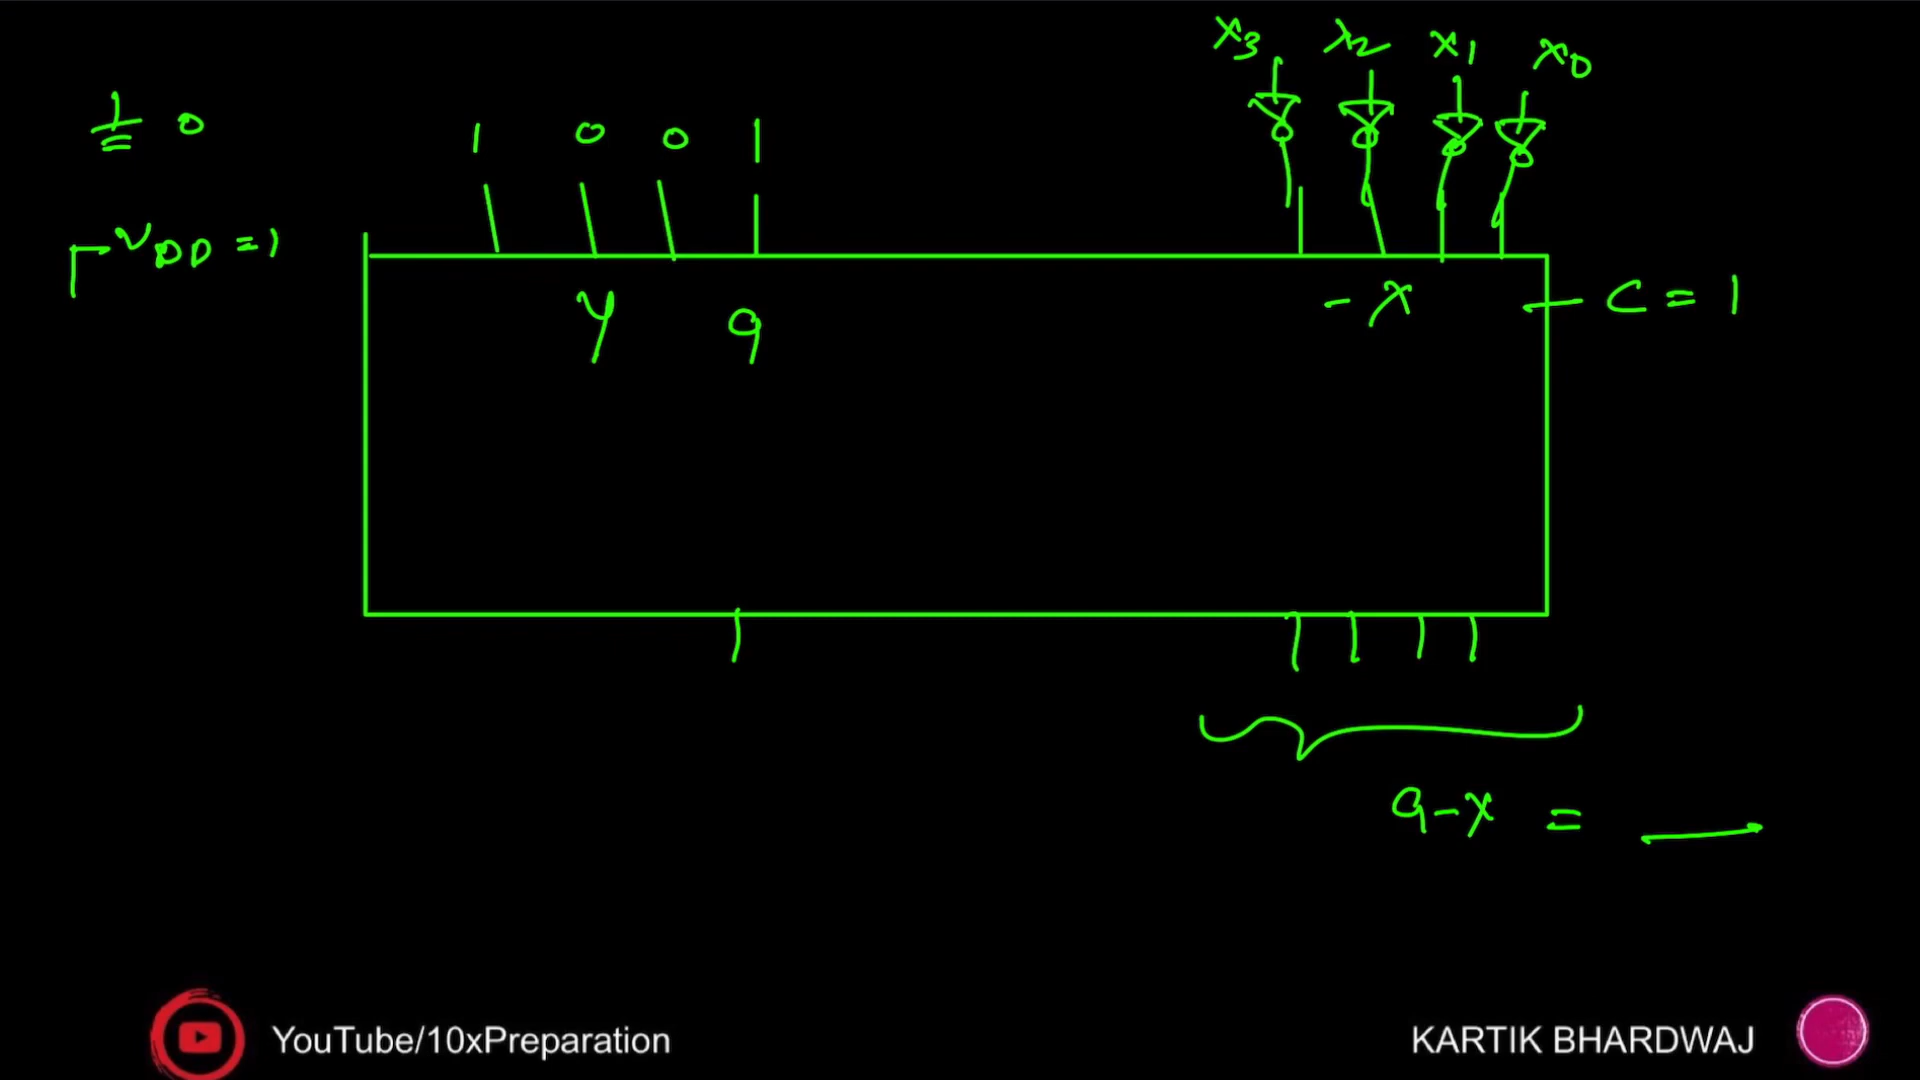 x3 x2 x1 x0
0 1 0 0 1
VDD = 1
y 9 - x C = 1
9 - x =
YouTube/10xPreparation KARTIK BHARDWAJ